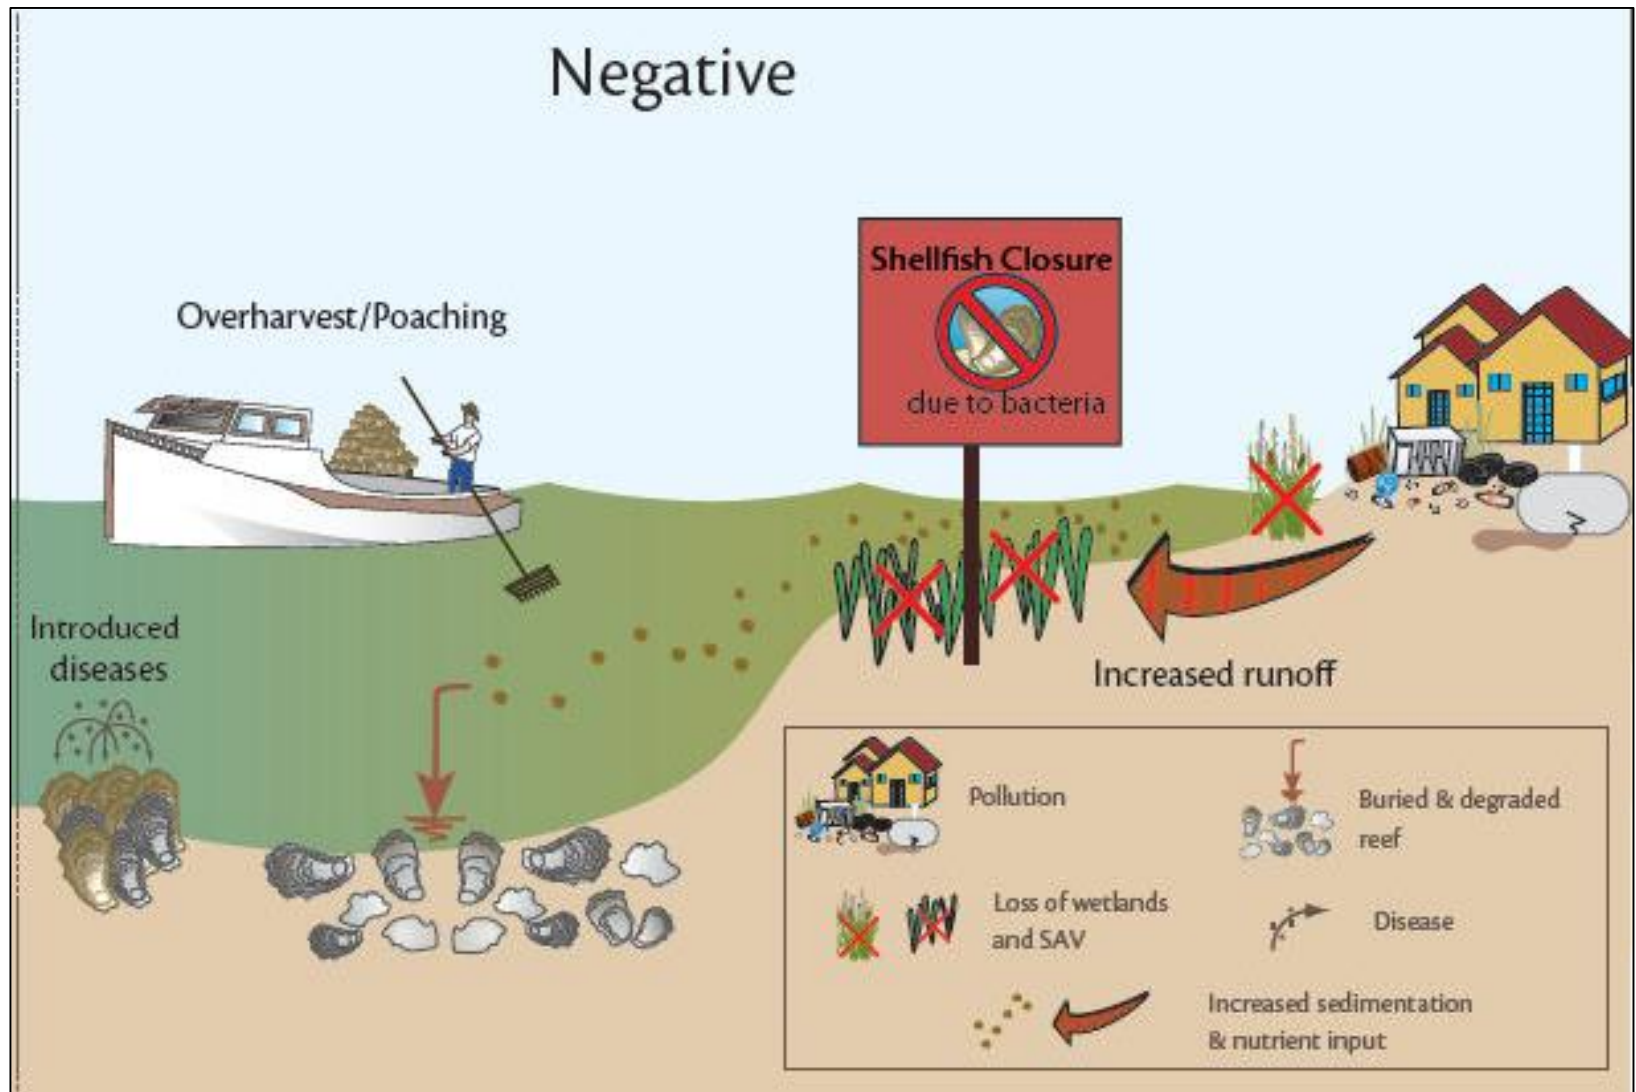 Negative
Overharvest/Poaching
Shellfish Closure
due to bacteria
Introduced
diseases
Increased runoff
Pollution
Buried & degraded
reef
Loss of wetlands
and SAV
Disease
Increased sedimentation
& nutrient input